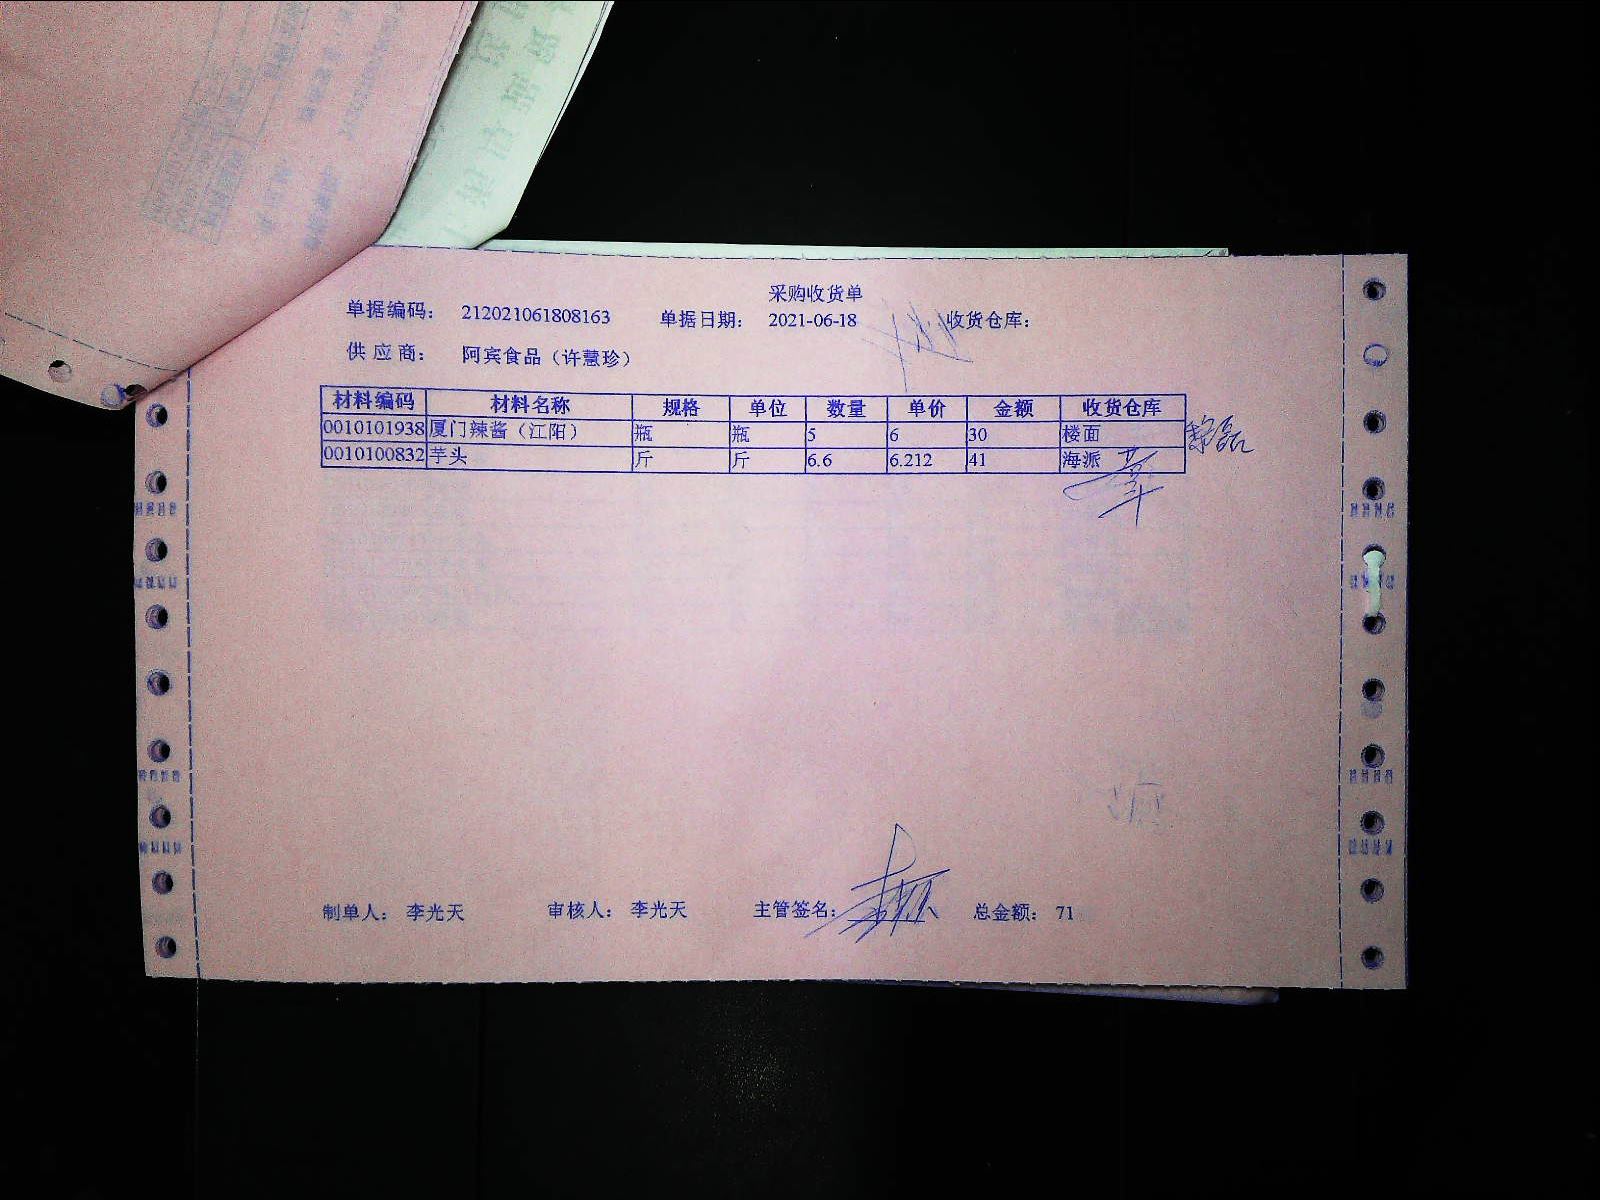 采购收货单
单据编码： 212021061808163 单据日期： 2021-06-18 收货仓库：
供应商： 阿宾食品（许慧珍）
材料编码 材料名称 规格 单位 数量 单价 金额 收货仓库
0010101938 厦门辣酱（江阳） 瓶 瓶 5 6 30 楼面
0010100832 芋头 斤 斤 6.6 6.212 41 海派
制单人： 李光天 审核人： 李光天 主管签名： 总金额： 71